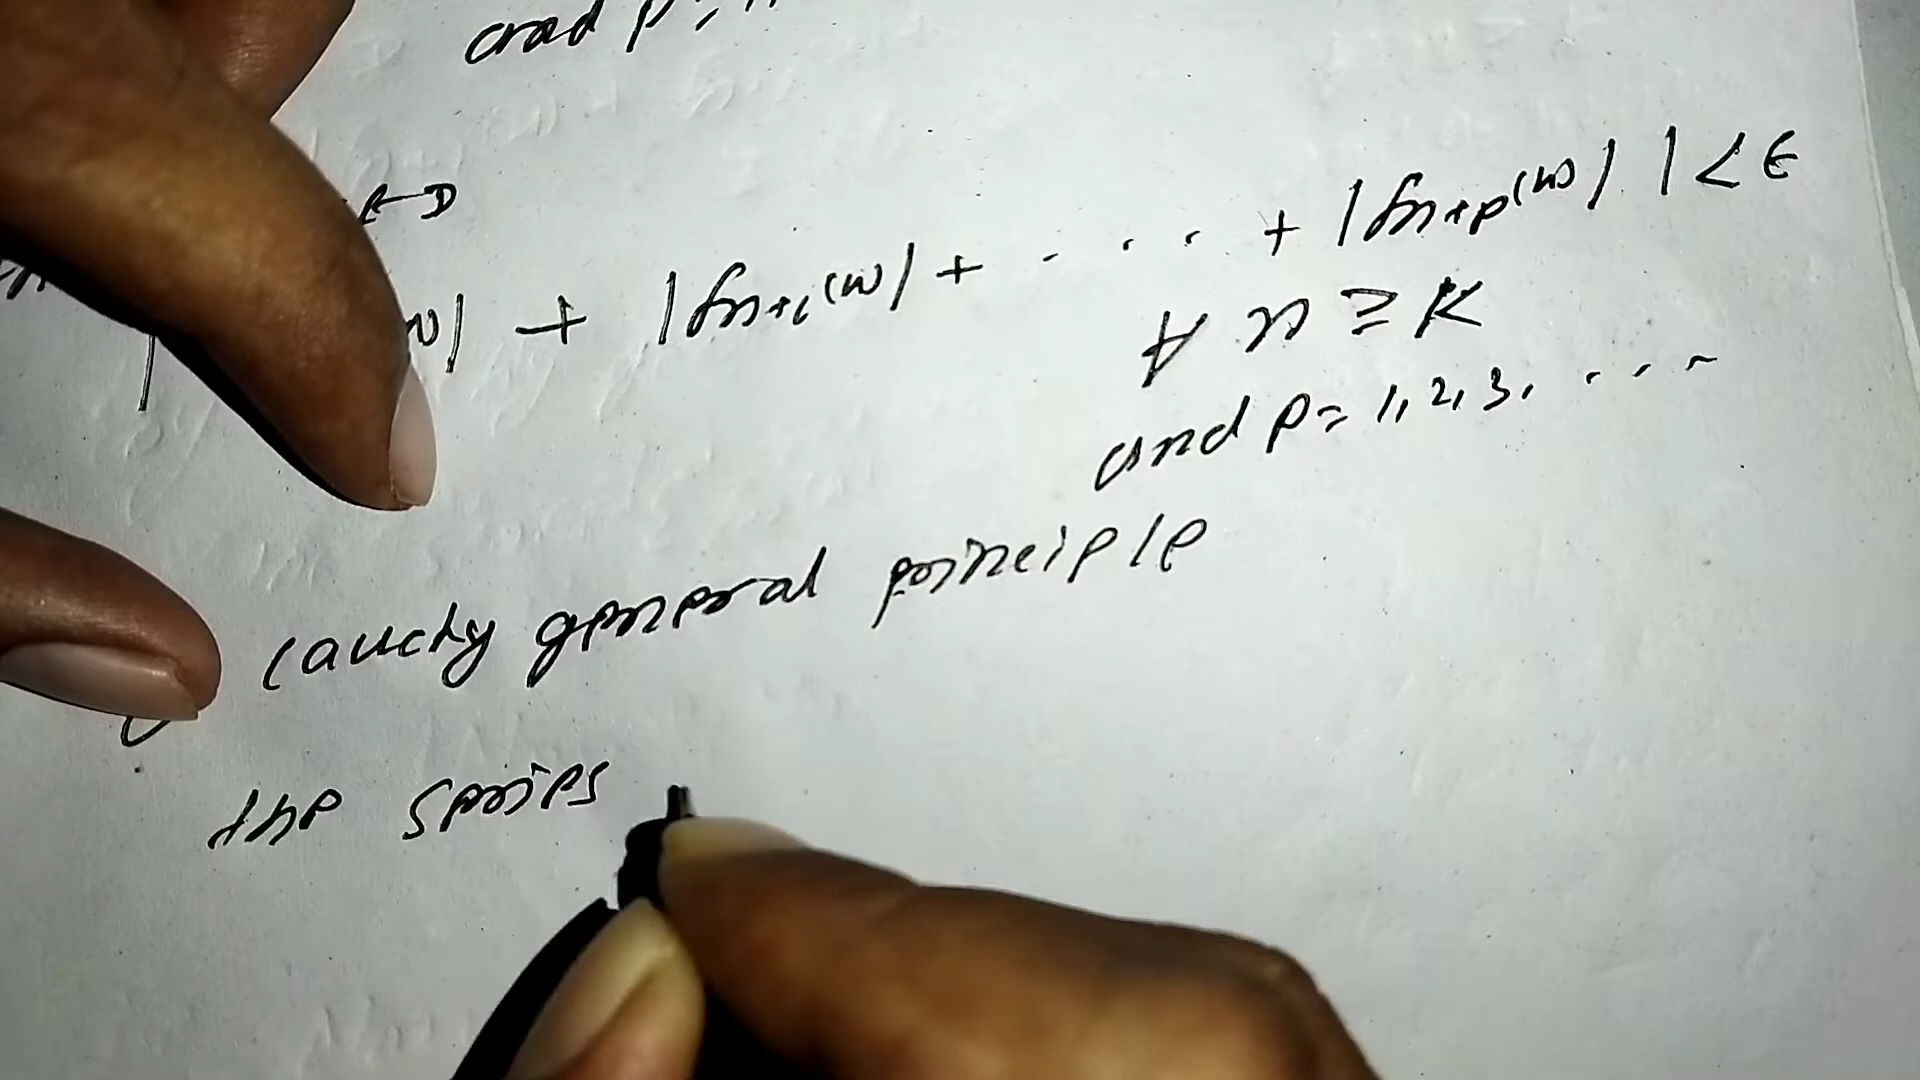 and p =
∈ D
| + |fn+1(x)| + . . . . + |fn+p(x)| | < ϵ
∀ n ≥ K
and p = 1, 2, 3, . . . .
Cauchy general principle
the series